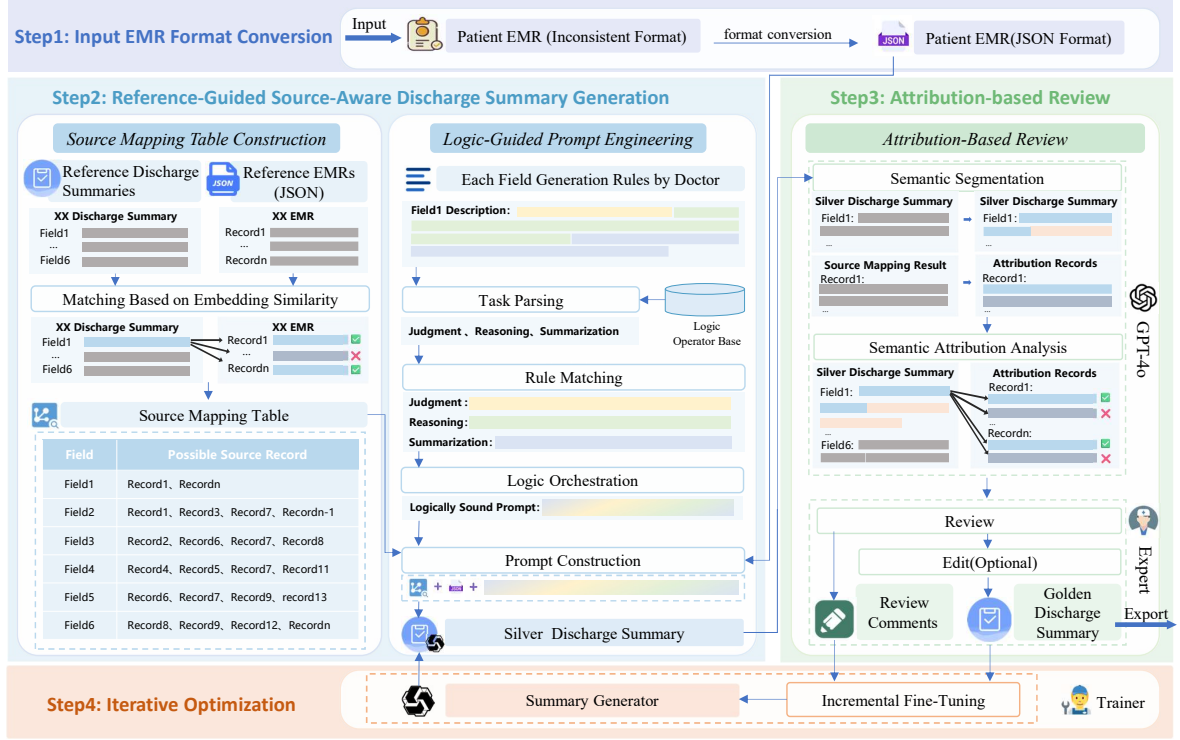 Step1: Input EMR Format Conversion
Input
Patient EMR (Inconsistent Format)
format conversion
JSON
Patient EMR(JSON Format)
Step2: Reference-Guided Source-Aware Discharge Summary Generation
Source Mapping Table Construction
Reference Discharge
Summaries
JSON
Reference EMRs
(JSON)
XX Discharge Summary
Field1
...
Field6
XX EMR
Record1
...
Recordn
Matching Based on Embedding Similarity
XX Discharge Summary
Field1
...
Field6
XX EMR
Record1
...
Recordn
Source Mapping Table
Field
Possible Source Record
Field1
Record1、Recordn
Field2
Record1、Record3、Record7、Recordn-1
Field3
Record2、Record6、Record7、Record8
Field4
Record4、Record5、Record7、Record11
Field5
Record6、Record7、Record9、record13
Field6
Record8、Record9、Record12、Recordn
Logic-Guided Prompt Engineering
Each Field Generation Rules by Doctor
Field1 Description:
Task Parsing
Logic
Operator Base
Judgment 、Reasoning、Summarization
Rule Matching
Judgment :
Reasoning:
Summarization:
Logic Orchestration
Logically Sound Prompt:
Prompt Construction
+
JSON
+
Silver Discharge Summary
Step3: Attribution-based Review
Attribution-Based Review
Semantic Segmentation
Silver Discharge Summary
Field1:
...
Silver Discharge Summary
Field1:
...
Source Mapping Result
Record1:
...
Attribution Records
Record1:
...
Semantic Attribution Analysis
Silver Discharge Summary
Field1:
...
Field6:
Attribution Records
Record1:
...
Recordn:
GPT-4o
Review
Edit(Optional)
Expert
Review
Comments
Golden
Discharge
Summary
Export
Step4: Iterative Optimization
Summary Generator
Incremental Fine-Tuning
Trainer